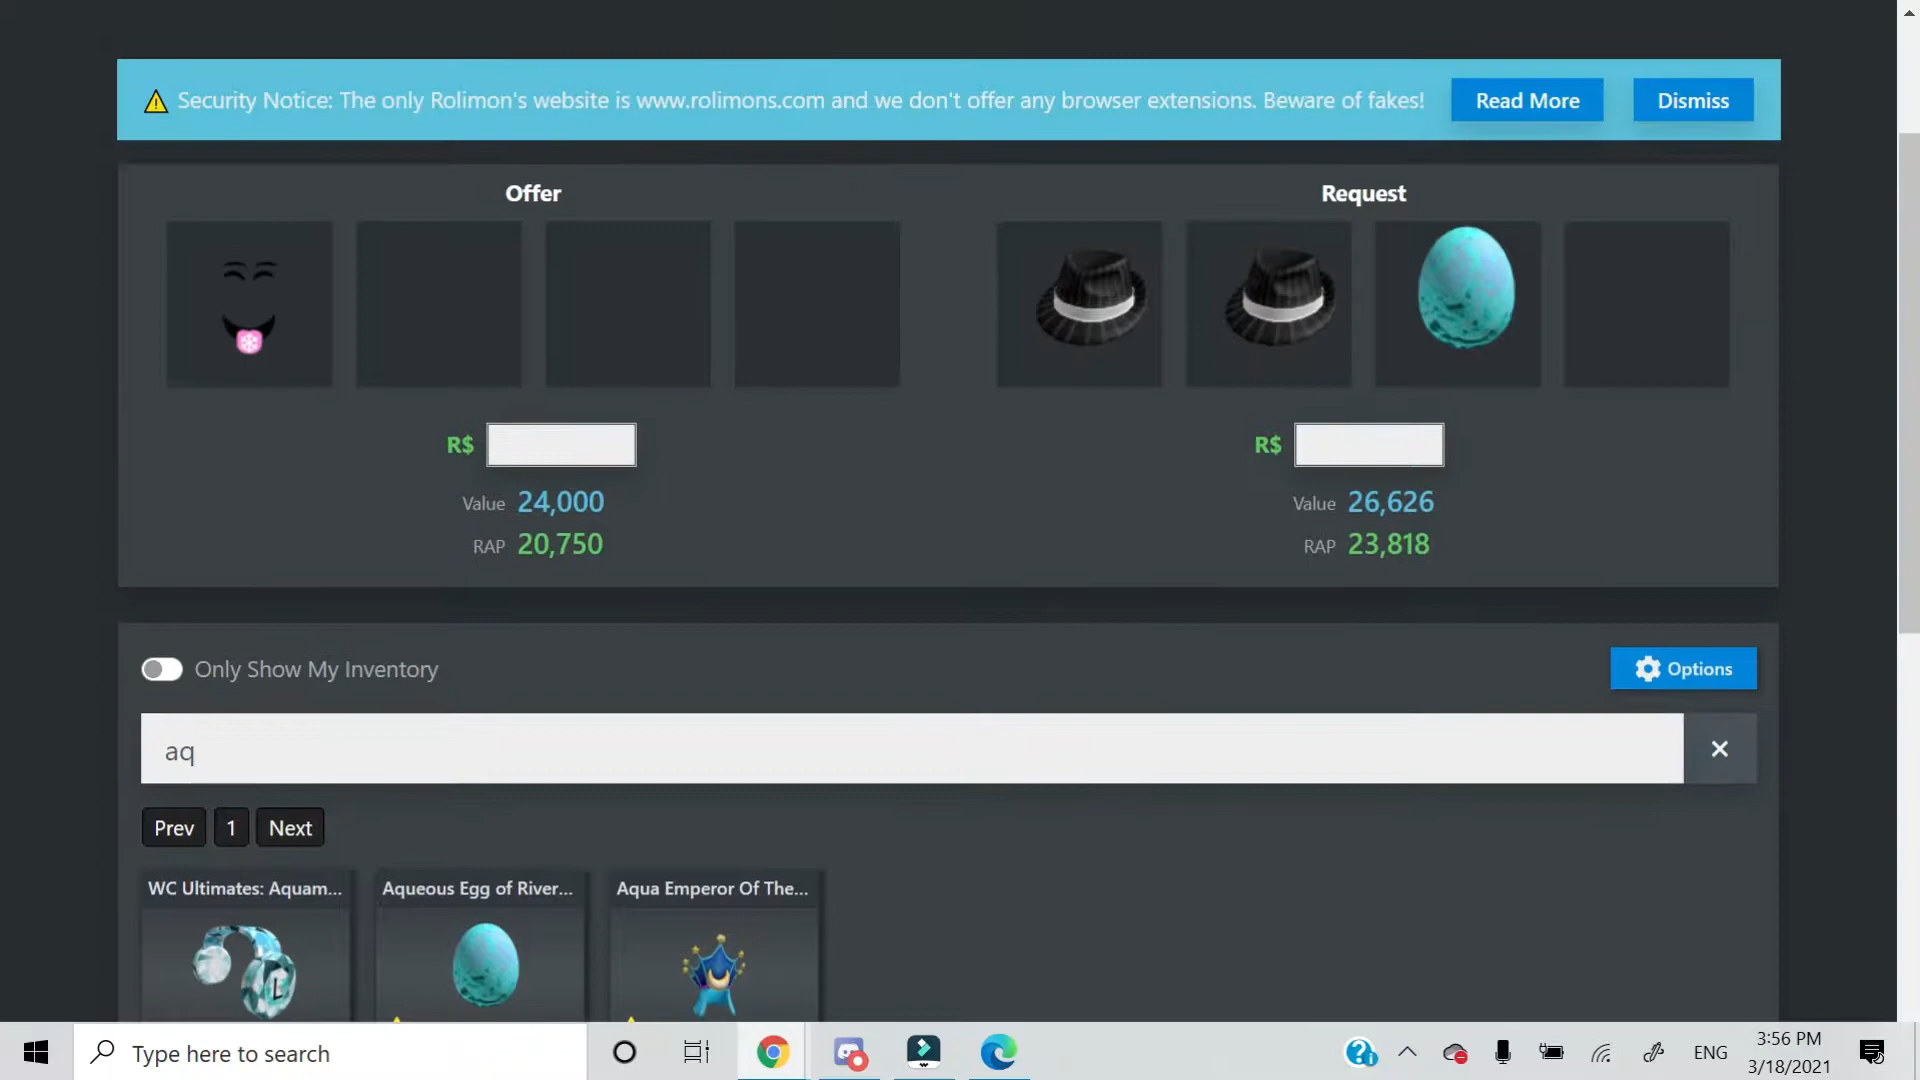 Security Notice: The only Rolimon's website is www.rolimons.com and we don't offer any browser extensions. Beware of fakes! Read More Dismiss
Offer
Request
R$
R$
Value 24,000
Value 26,626
RAP 20,750
RAP 23,818
Only Show My Inventory
Options
aq
Prev 1 Next
WC Ultimates: Aquam... Aqueous Egg of River... Aqua Emperor Of The...
L
Type here to search
ENG
3:56 PM
3/18/2021